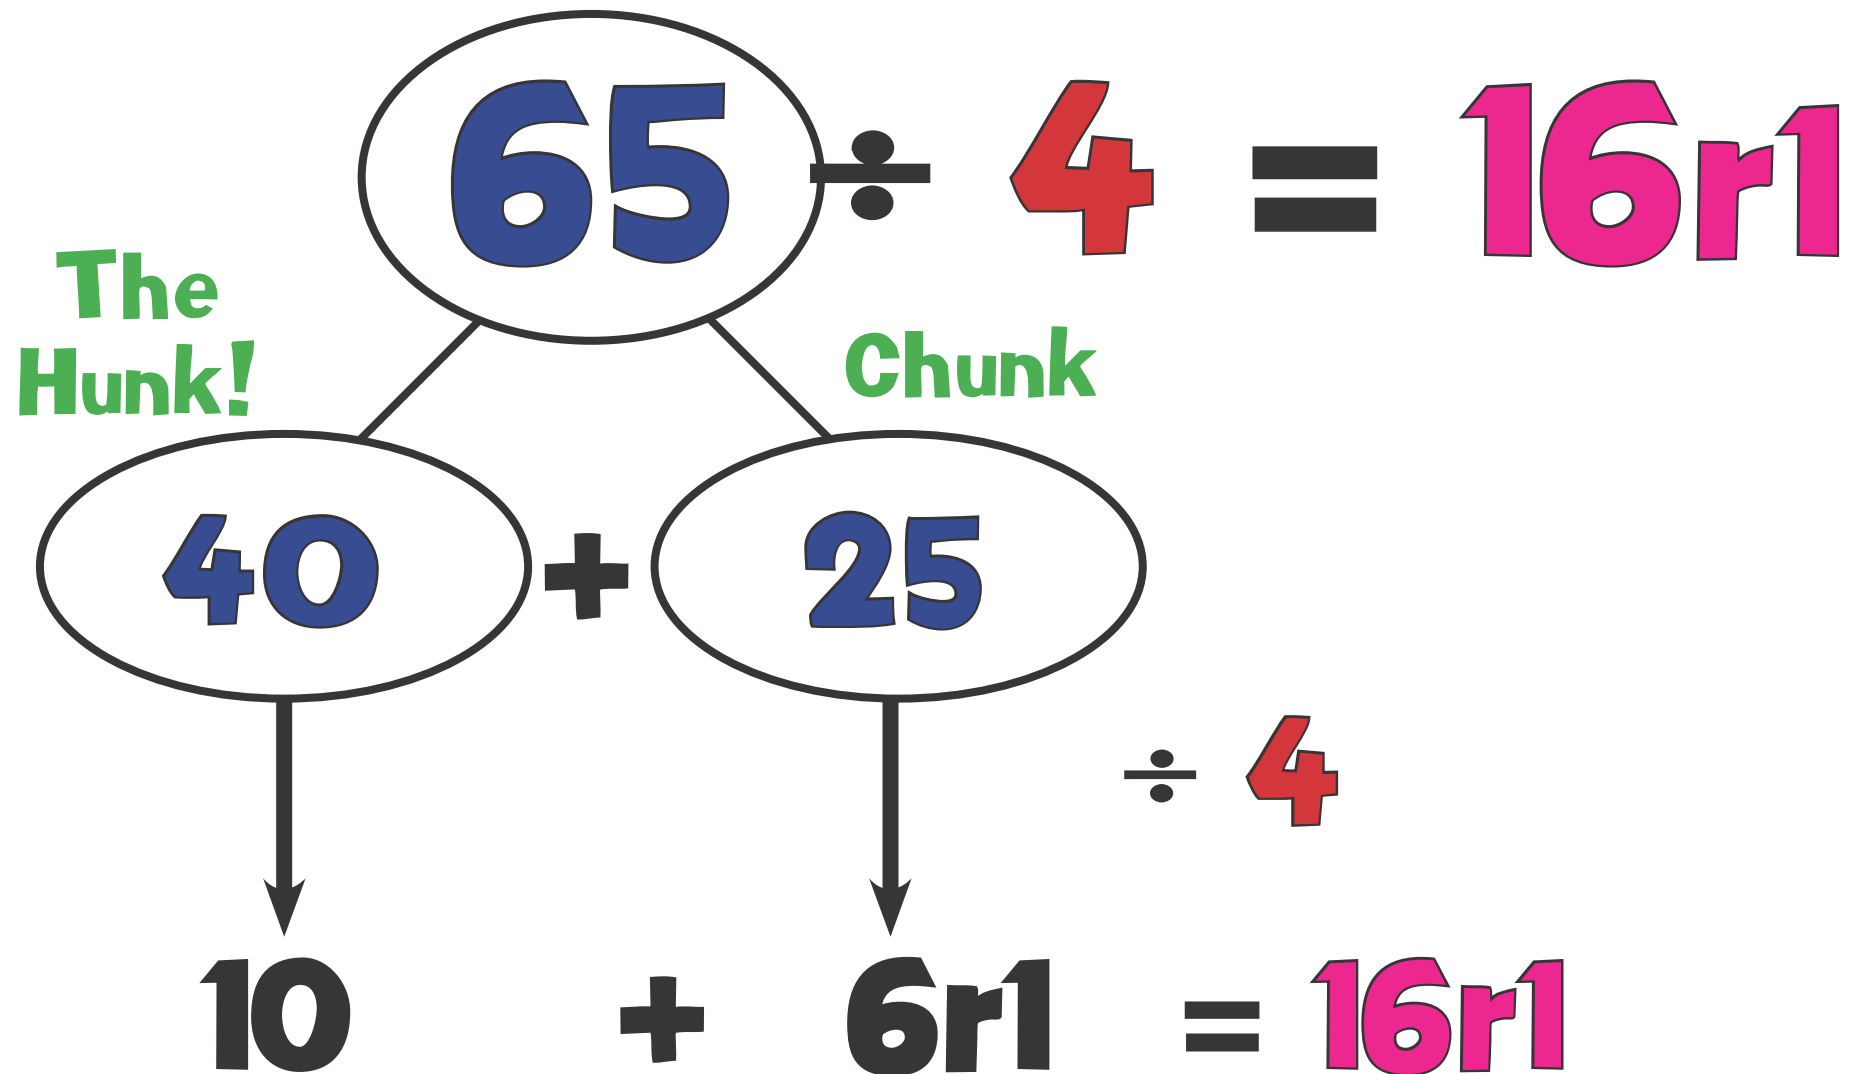 65 ÷ 4 = 16r1
The
Hunk!
Chunk
40 + 25
÷ 4
10 + 6r1 = 16r1